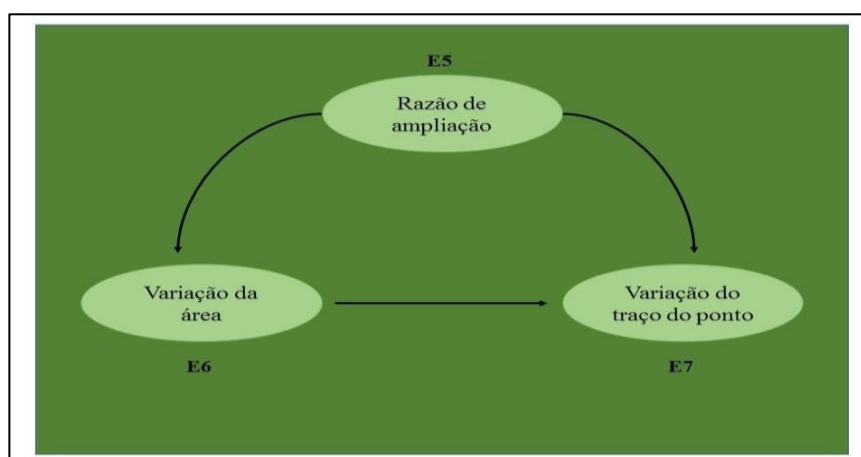 E5
Razão de
ampliação
Variação da
área
Variação do
traço do ponto
E6
E7